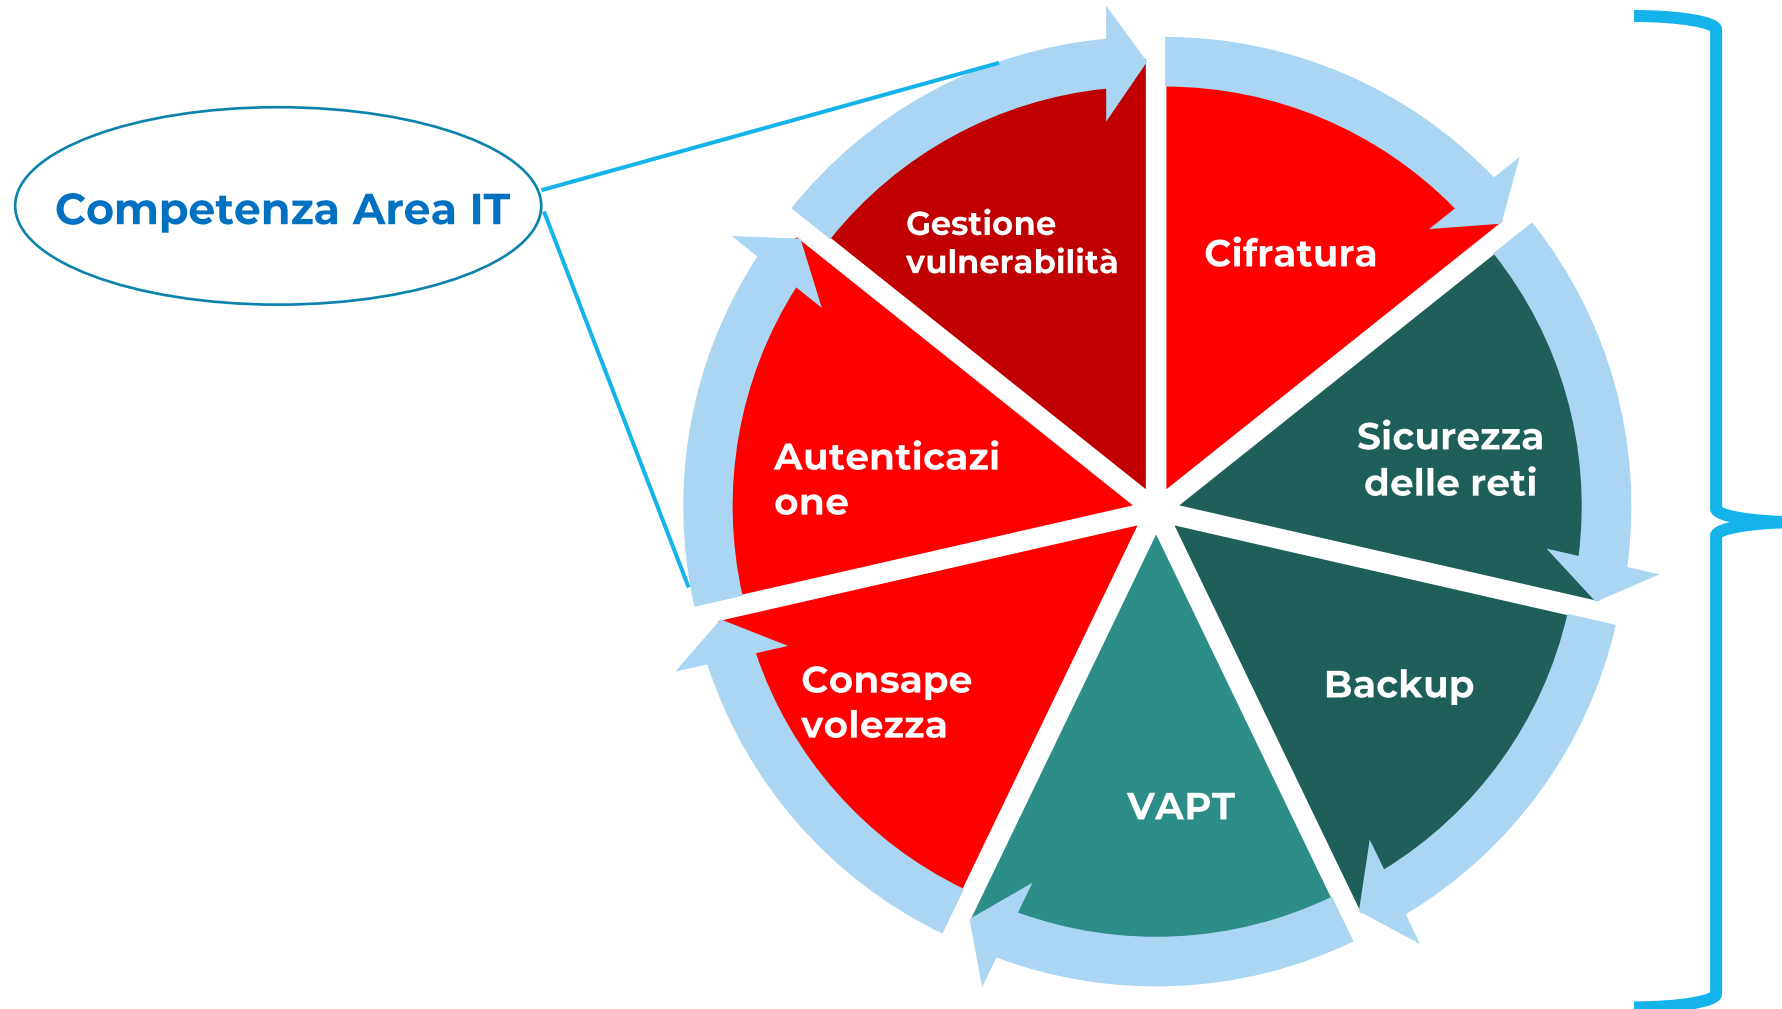 Competenza Area IT
Gestione
vulnerabilità
Cifratura
Sicurezza
delle reti
Autenticazi
one
Backup
Consape
volezza
VAPT